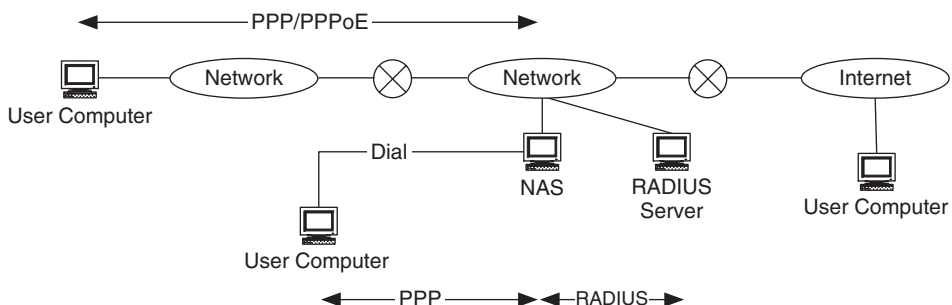 PPP/PPPoE
Network
Network
Internet
User Computer
Dial
NAS
RADIUS
Server
User Computer
User Computer
PPP
RADIUS